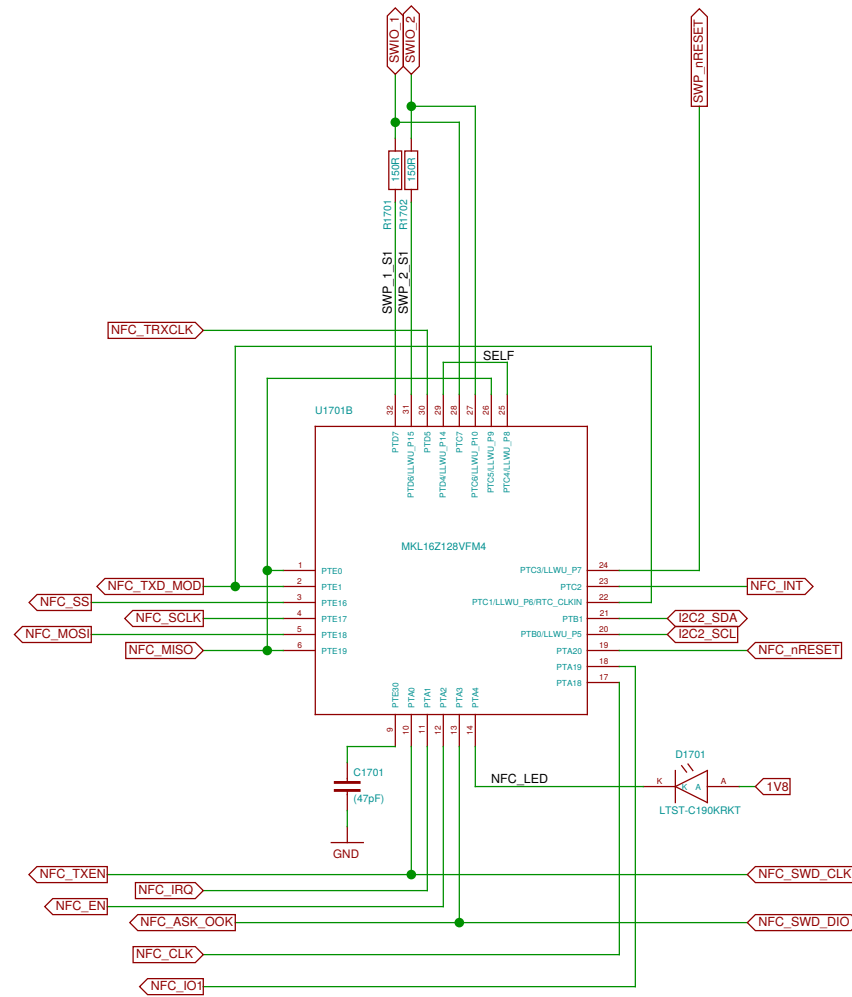 SWIO_1
SWIO_2
SWP_nRESET
150R
150R
R1701
R1702
SWP_1_S1
SWP_2_S1
NFC_TRXCLK
SELF
U1701B
32
31
30
29
28
27
26
25
PTD7
PTD6/LLWU_P15
PTD5
PTD4/LLWU_P14
PTC7
PTC6/LLWU_P10
PTC5/LLWU_P9
PTC4/LLWU_P8
MKL16Z128VFM4
1 PTE0
NFC_TXD_MOD 2 PTE1
NFC_SS 3 PTE16
NFC_SCLK 4 PTE17
NFC_MOSI 5 PTE18
NFC_MISO 6 PTE19
PTC3/LLWU_P7 24
PTC2 23 NFC_INT
PTC1/LLWU_P6/RTC_CLKIN 22
PTB1 21 I2C2_SDA
PTB0/LLWU_P5 20 I2C2_SCL
PTA20 19 NFC_nRESET
PTA19 18
PTA18 17
PTE30
PTA0
PTA1
PTA2
PTA3
PTA4
9
10
11
12
13
14
C1701
(47pF)
GND
NFC_LED
D1701
K
K
A
A
1V8
LTST-C190KRKT
NFC_TXEN
NFC_SWD_CLK
NFC_IRQ
NFC_EN
NFC_ASK_OOK
NFC_SWD_DIO
NFC_CLK
NFC_IO1